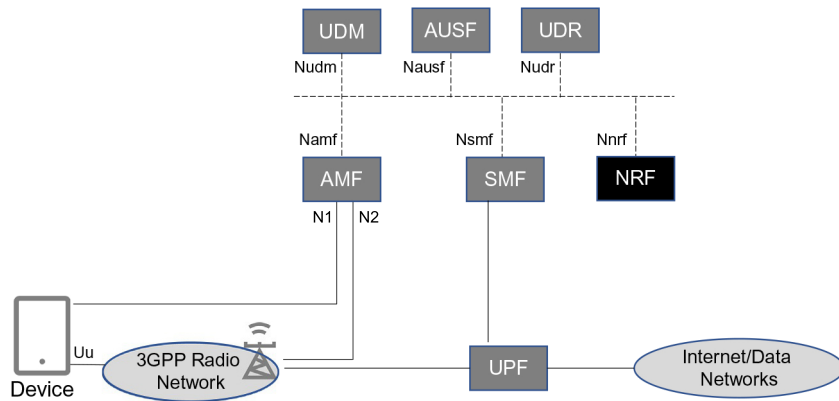 UDM
AUSF
UDR
Nudm
Nausf
Nudr
Namf
Nsmf
Nnrf
AMF
SMF
NRF
N1
N2
Uu
3GPP Radio
Network
Device
UPF
Internet/Data
Networks